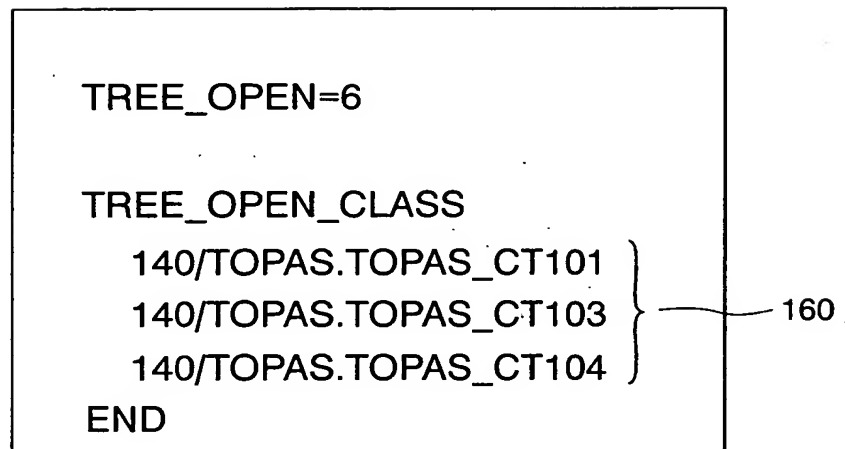 TREE_OPEN=6
TREE_OPEN_CLASS
140/TOPAS.TOPAS_CT101
140/TOPAS.TOPAS_CT103
140/TOPAS.TOPAS_CT104
END
160